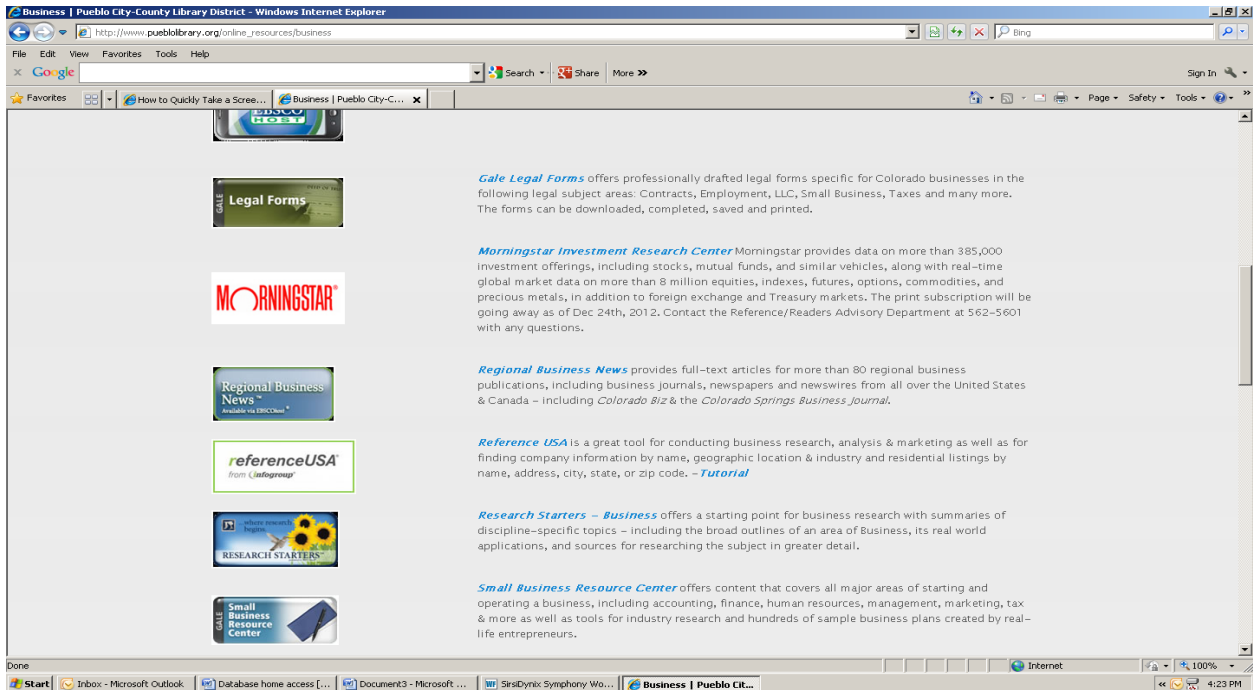 Business | Pueblo City-County Library District - Windows Internet Explorer
http://www.pueblolibrary.org/online_resources/business
Bing
File Edit View Favorites Tools Help
x Google
Search Share More »
Sign In
Favorites
How to Quickly Take a Scree...
Business | Pueblo City-C... x
Page Safety Tools »
EBSCO
HOST
GALE
Legal Forms
Gale Legal Forms offers professionally drafted legal forms specific for Colorado businesses in the
following legal subject areas: Contracts, Employment, LLC, Small Business, Taxes and many more.
The forms can be downloaded, completed, saved and printed.
MORNINGSTAR
Morningstar Investment Research Center Morningstar provides data on more than 385,000
investment offerings, including stocks, mutual funds, and similar vehicles, along with real-time
global market data on more than 8 million equities, indexes, futures, options, commodities, and
precious metals, in addition to foreign exchange and Treasury markets. The print subscription will be
going away as of Dec 24th, 2012. Contact the Reference/Readers Advisory Department at 562-5601
with any questions.
Regional Business
News™
Available via EBSCOhost®
Regional Business News provides full-text articles for more than 80 regional business
publications, including business journals, newspapers and newswires from all over the United States
& Canada - including Colorado Biz & the Colorado Springs Business Journal.
referenceUSA®
from infogroup®
Reference USA is a great tool for conducting business research, analysis & marketing as well as for
finding company information by name, geographic location & industry and residential listings by
name, address, city, state, or zip code. -Tutorial
...where research
begins.
RESEARCH STARTERS™
Research Starters - Business offers a starting point for business research with summaries of
discipline-specific topics - including the broad outlines of an area of Business, its real world
applications, and sources for researching the subject in greater detail.
GALE
Small
Business
Resource
Center
Small Business Resource Center offers content that covers all major areas of starting and
operating a business, including accounting, finance, human resources, management, marketing, tax
& more as well as tools for industry research and hundreds of sample business plans created by real-
life entrepreneurs.
Done
Internet
100%
Start
Inbox - Microsoft Outlook
Database home access [...
Document3 - Microsoft ...
WF SirsiDynix Symphony Wo...
Business | Pueblo Cit...
«
4:23 PM